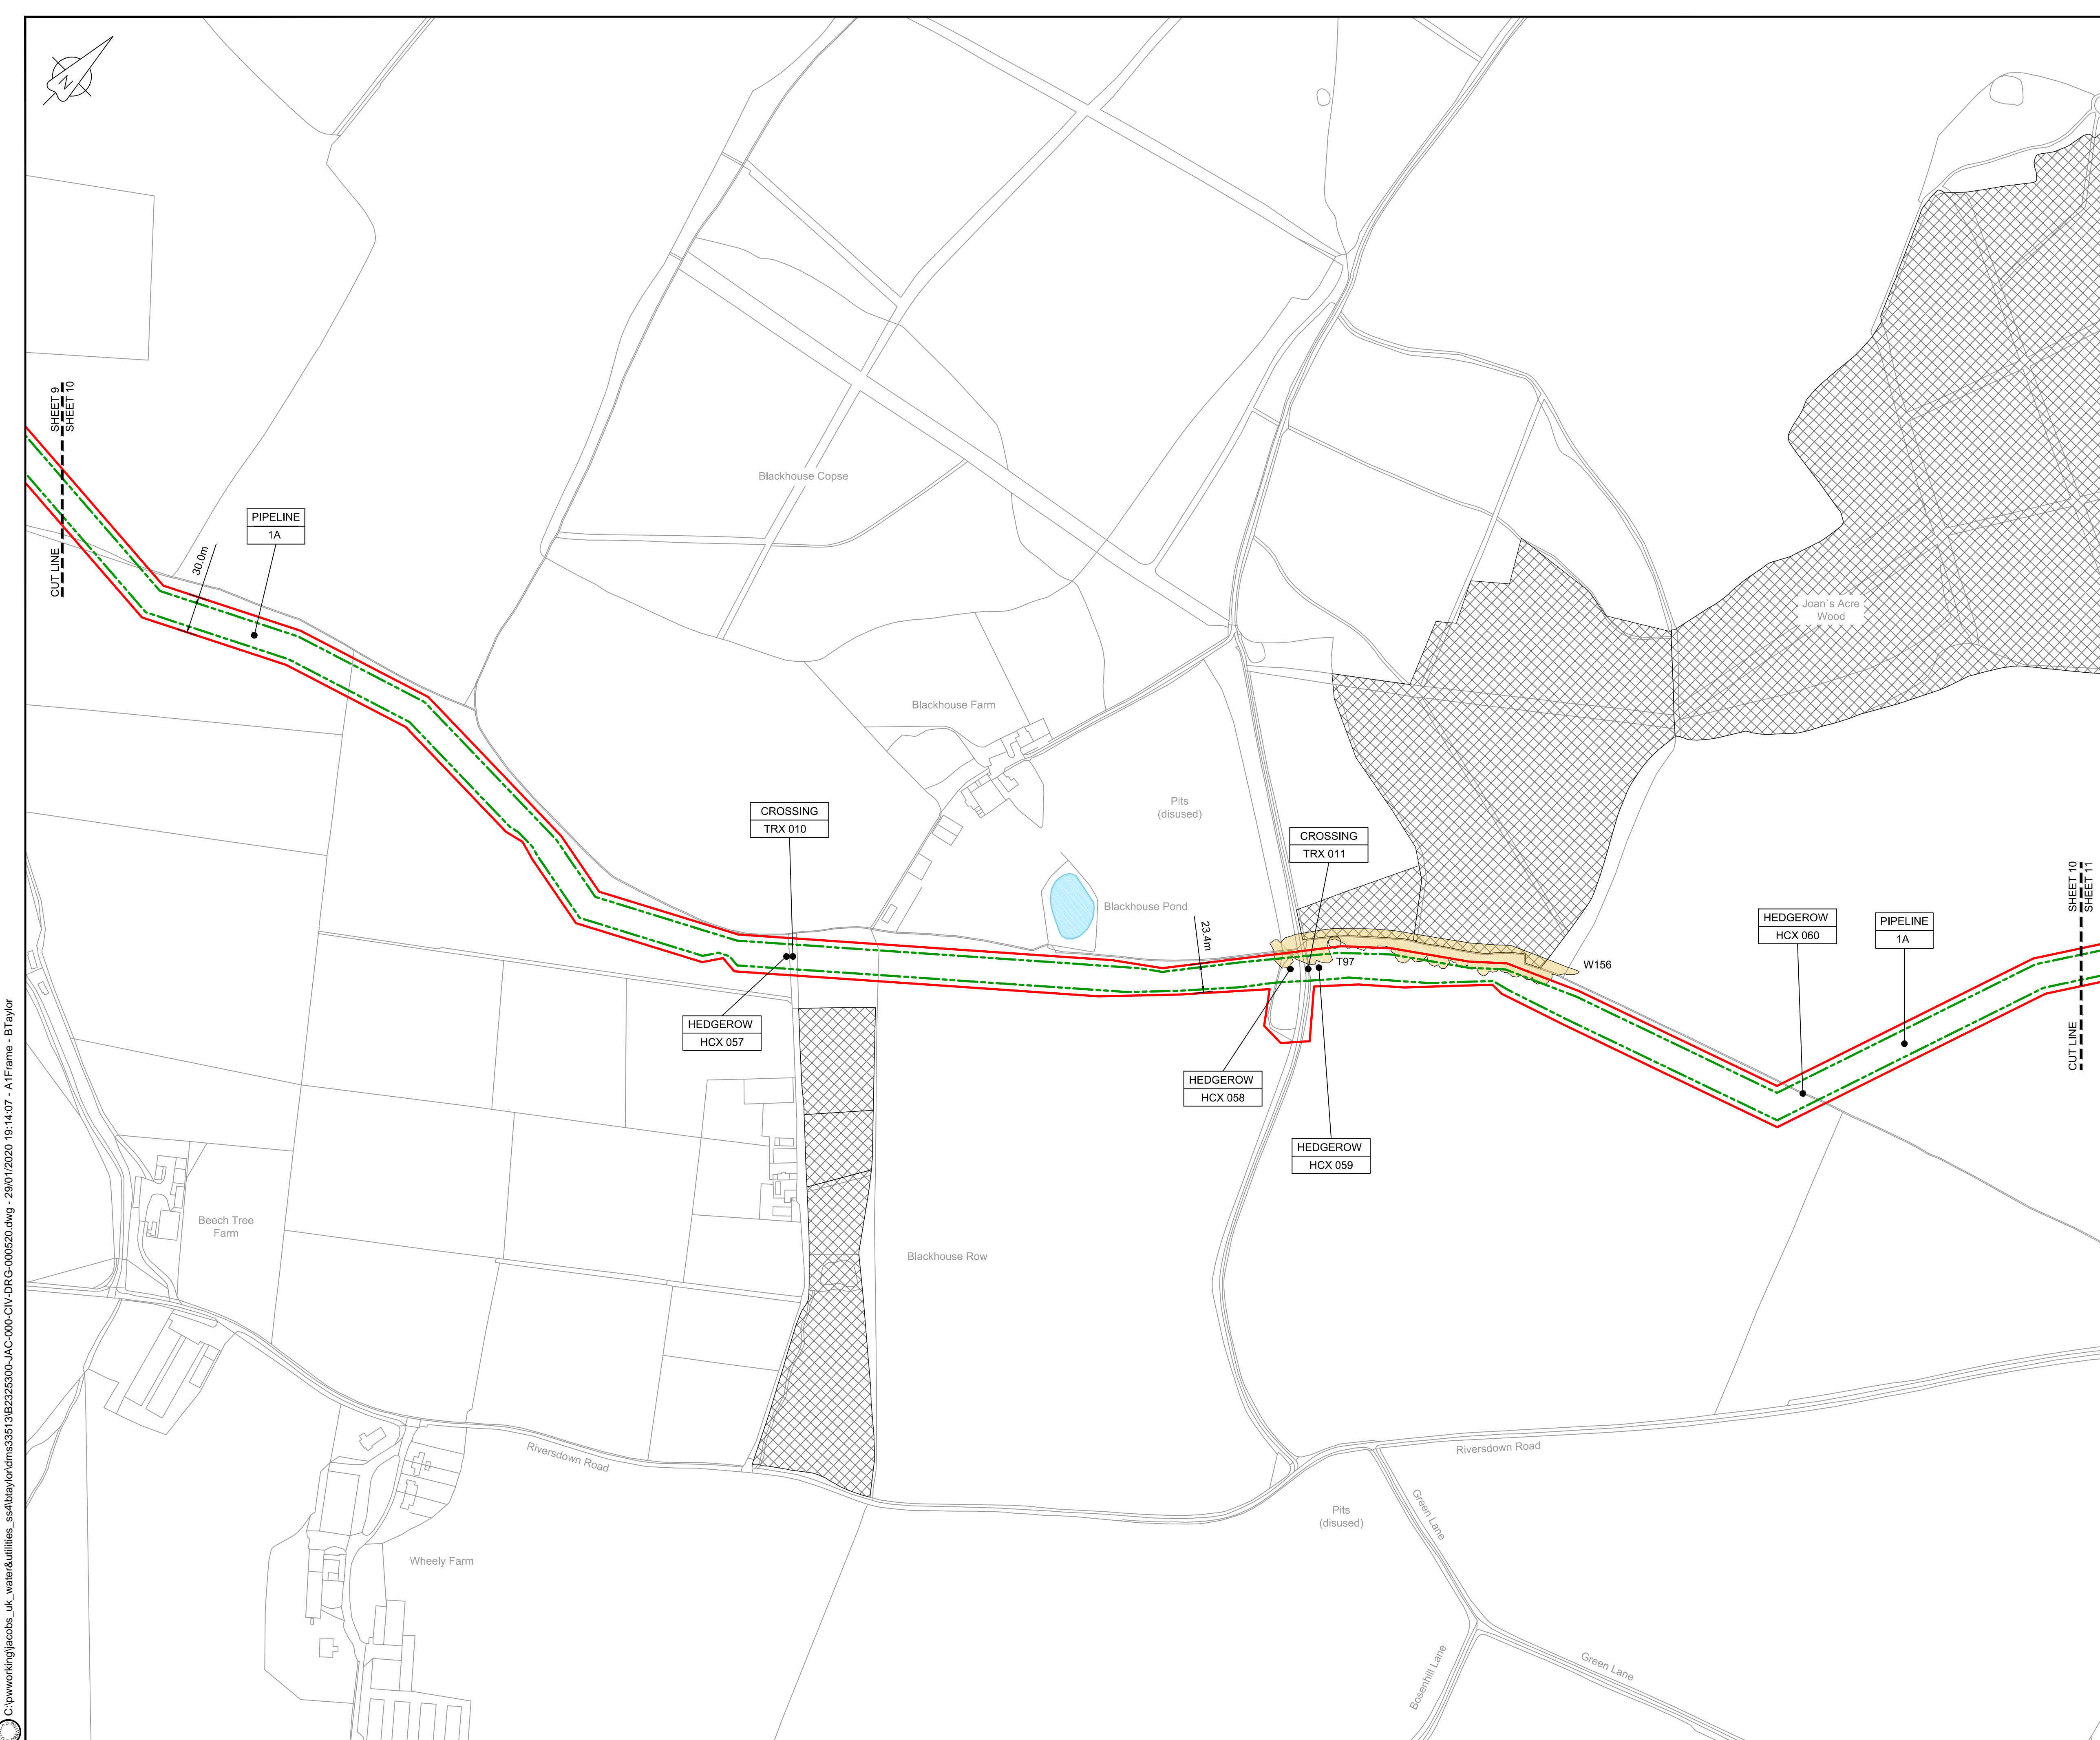 N
SHEET 9
SHEET 10
CUT LINE
PIPELINE
1A
30.0m
Blackhouse Copse
Joan`s Acre
Wood
Blackhouse Farm
Pits
(disused)
CROSSING
TRX 010
CROSSING
TRX 011
Blackhouse Pond
23.4m
T97
W156
HEDGEROW
HCX 060
PIPELINE
1A
SHEET 10
SHEET 11
CUT LINE
HEDGEROW
HCX 057
HEDGEROW
HCX 058
HEDGEROW
HCX 059
Beech Tree
Farm
Blackhouse Row
Riversdown Road
Riversdown Road
Pits
(disused)
Green Lane
Wheely Farm
Green Lane
Bosenhill Lane
C:\pwworking\jacobs_uk_water&utilities_ss4\btaylor\dms33513\B2325300-JAC-000-CIV-DRG-000520.dwg - 29/01/2020 19:14:07 - A1Frame - BTaylor